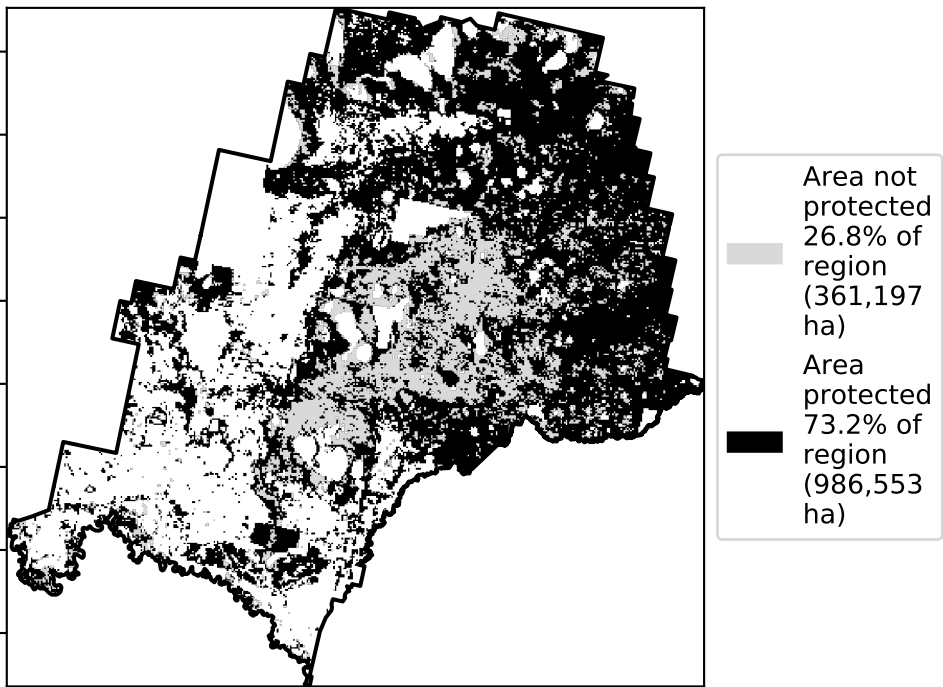 Area not
protected
26.8% of
region
(361,197
ha)
Area
protected
73.2% of
region
(986,553
ha)